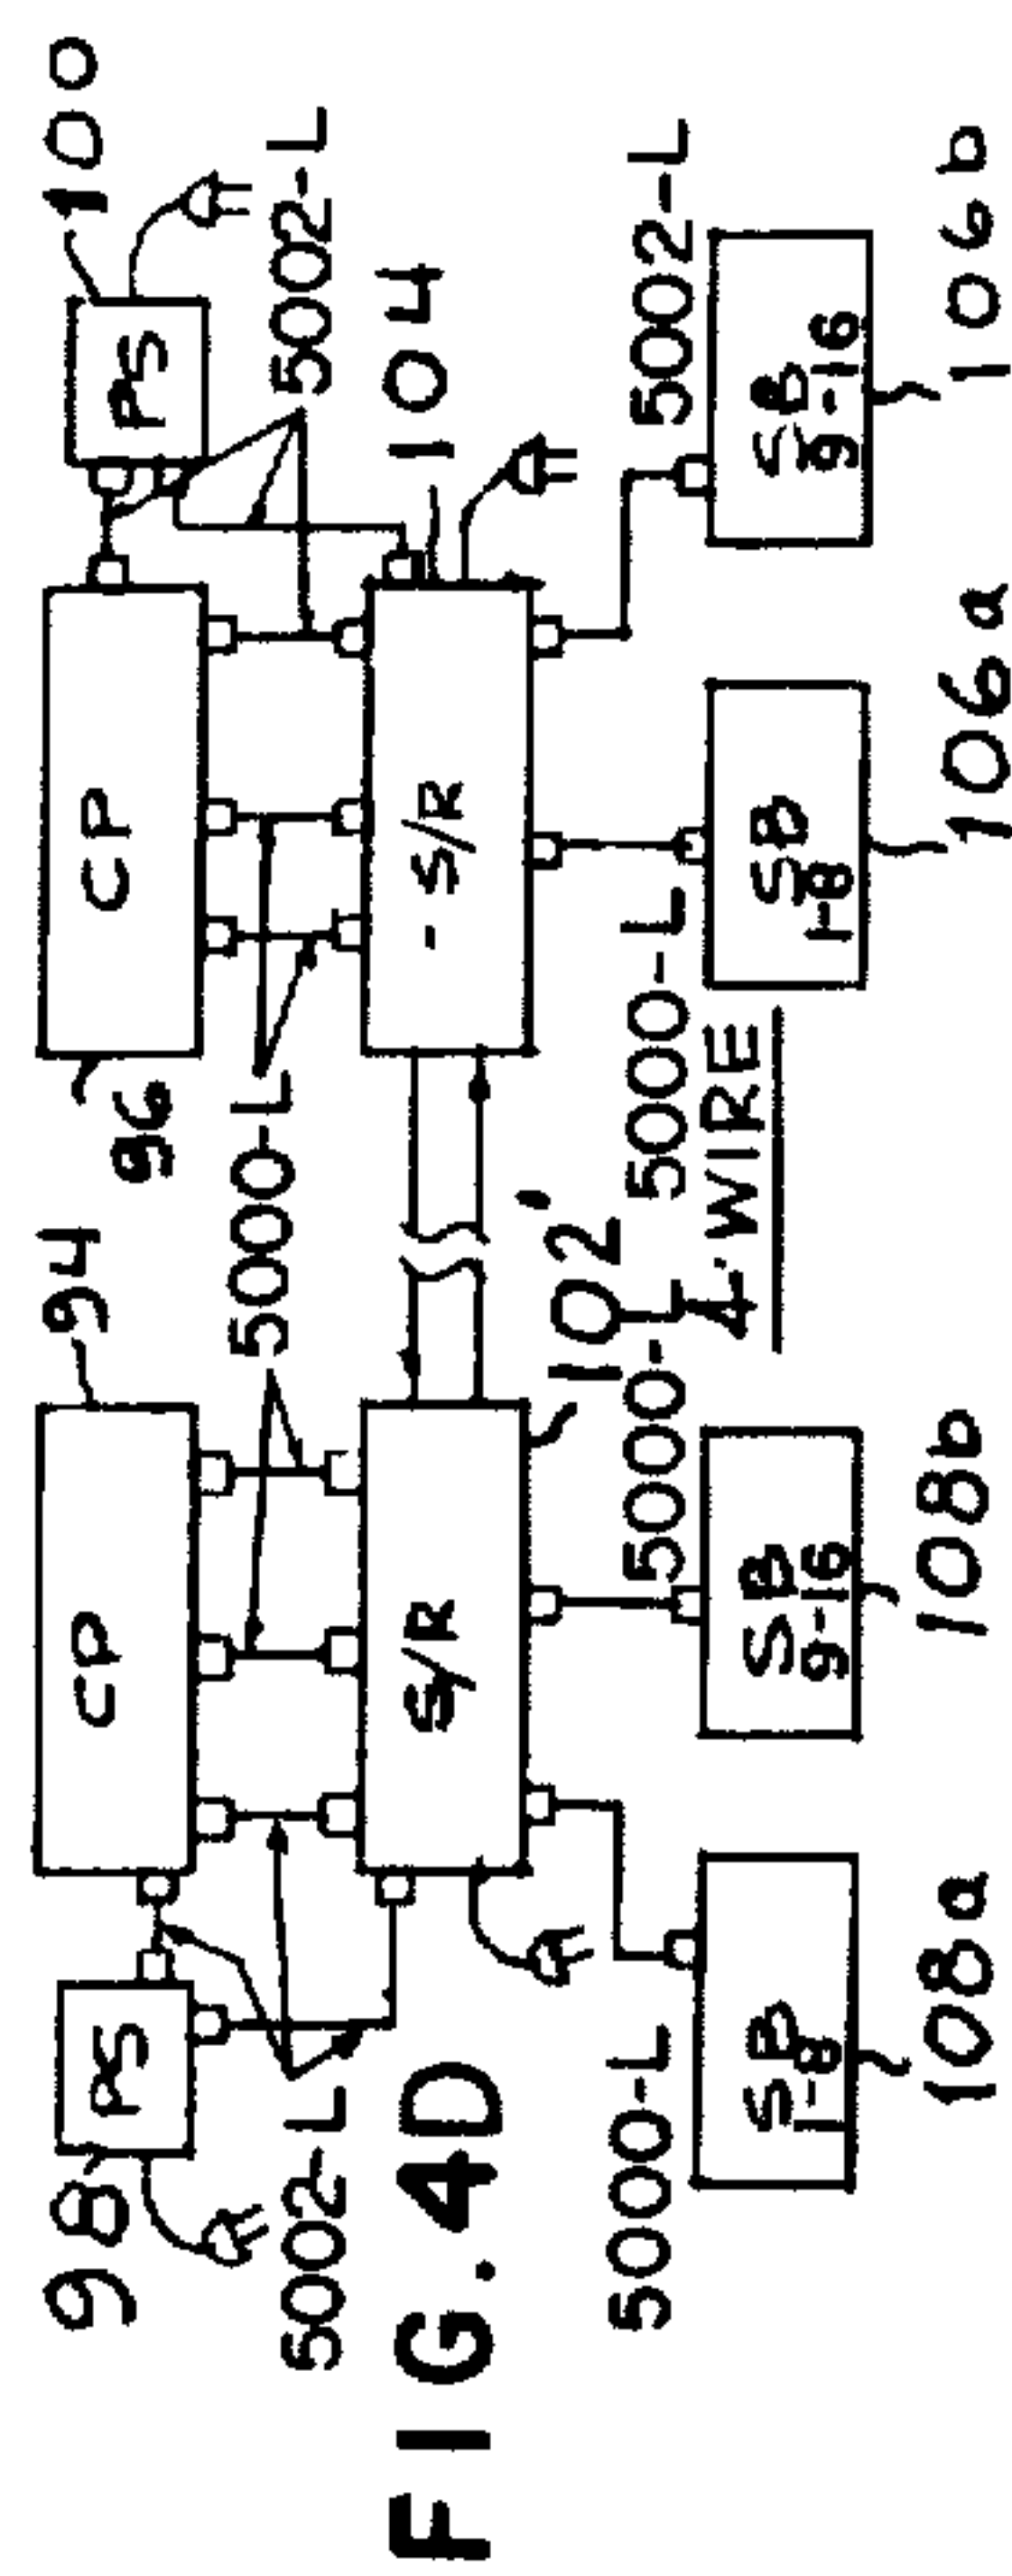 98
94
96
100
PS
CP
CP
PS
5002-L
5000-L
5002-L
104
S/R
- S/R
102'
5000-L
5000-L
5000-L
5002-L
4-WIRE
SB
1-8
SB
9-16
SB
1-8
SB
9-16
108a
108b
106a
106b
FIG. 4D